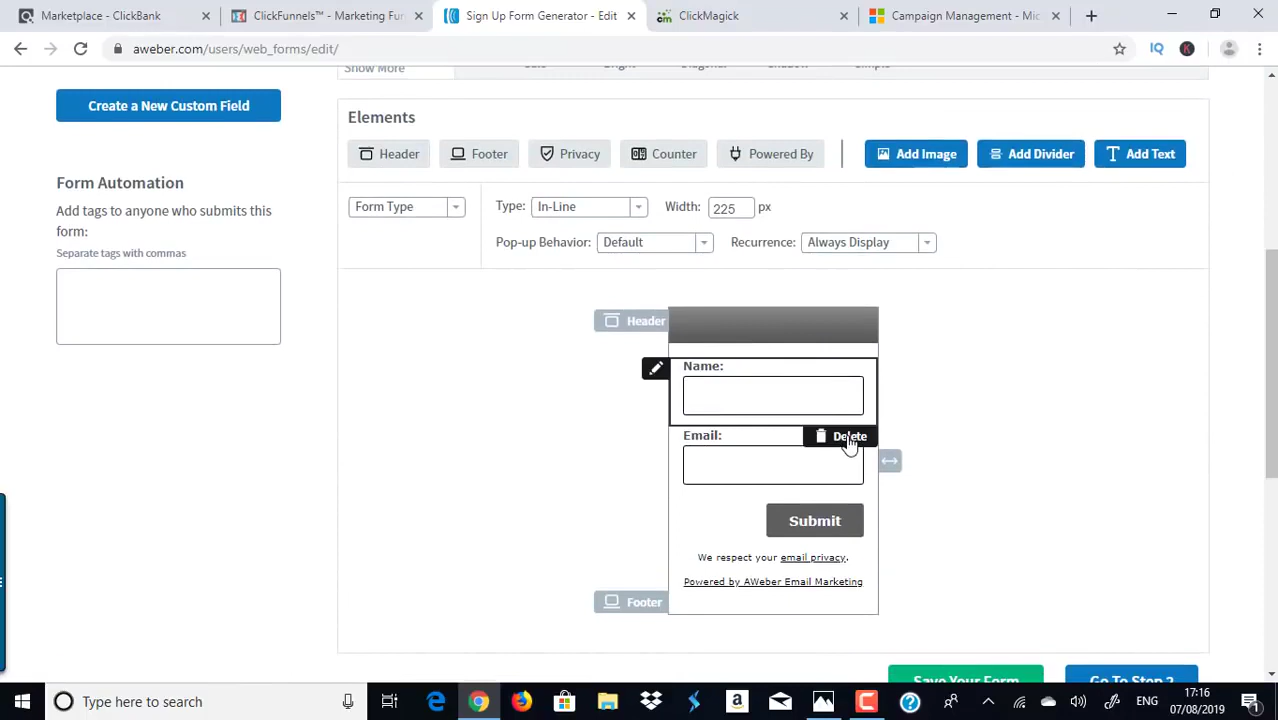 Marketplace - ClickBank
ClickFunnels™ - Marketing Fun
Sign Up Form Generator - Edit
ClickMagick
Campaign Management - Mic
aweber.com/users/web_forms/edit/
Show More
Create a New Custom Field
Elements
Header
Footer
Privacy
Counter
Powered By
Add Image
Add Divider
Add Text
Form Automation
Add tags to anyone who submits this
form:
Separate tags with commas
Form Type
Type:
In-Line
Width:
225
px
Pop-up Behavior:
Default
Recurrence:
Always Display
Header
Name:
Email:
Delete
Submit
We respect your email privacy.
Powered by AWeber Email Marketing
Footer
Save Your Form
Go To Step 2
Type here to search
ENG
17:16
07/08/2019